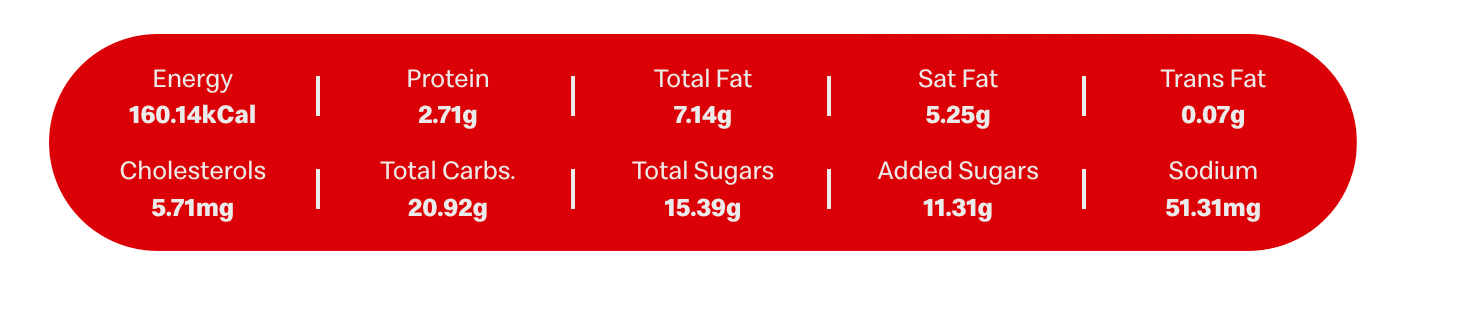 Energy Protein Total Fat Sat Fat Trans Fat
160.14kCal 2.71g 7.14g 5.25g 0.07g
Cholesterols Total Carbs. Total Sugars Added Sugars Sodium
5.71mg 20.92g 15.39g 11.31g 51.31mg